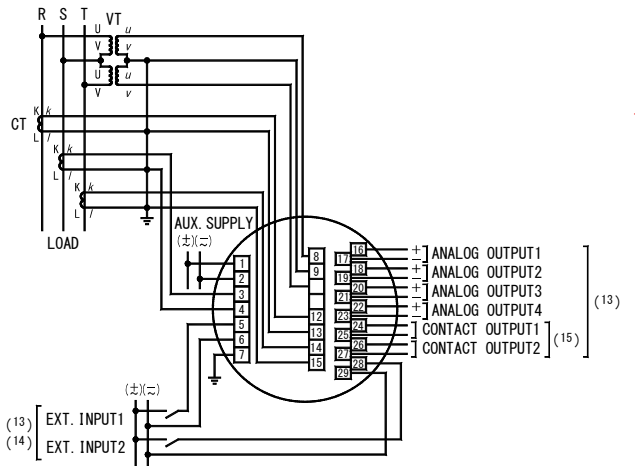 R S T VT
U u
V v
U u
V v
CT
K k
L l
K k
L l
K k
L l
LOAD
AUX. SUPPLY
(±)(∓)
1
2
3
4
5
6
7
8
9
12
13
14
15
16
17
18
19
20
21
22
23
24
25
26
27
28
29
+
− ANALOG OUTPUT1
+
− ANALOG OUTPUT2
+
− ANALOG OUTPUT3
+
− ANALOG OUTPUT4
CONTACT OUTPUT1
CONTACT OUTPUT2
(15)
(13)
(±)(∓)
(13) EXT. INPUT1
(14) EXT. INPUT2